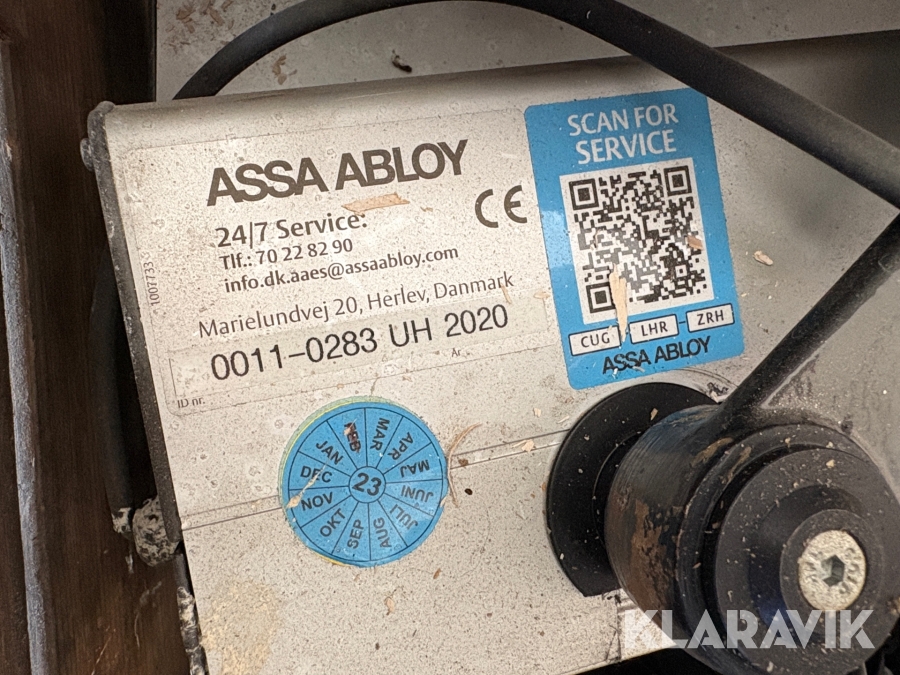 ASSA ABLOY
24/7 Service:
Tlf.: 70 22 82 90
info.dk.aaes@assaabloy.com
Marielundvej 20, Herlev, Danmark
0011-0283 UH 2020
År
ID nr.
1007733
CE
SCAN FOR
SERVICE
CUG LHR ZRH
ASSA ABLOY
JAN FEB MAR APR MAJ JUNI JULI AUG SEP OKT NOV DEC
23
KLARAVIK